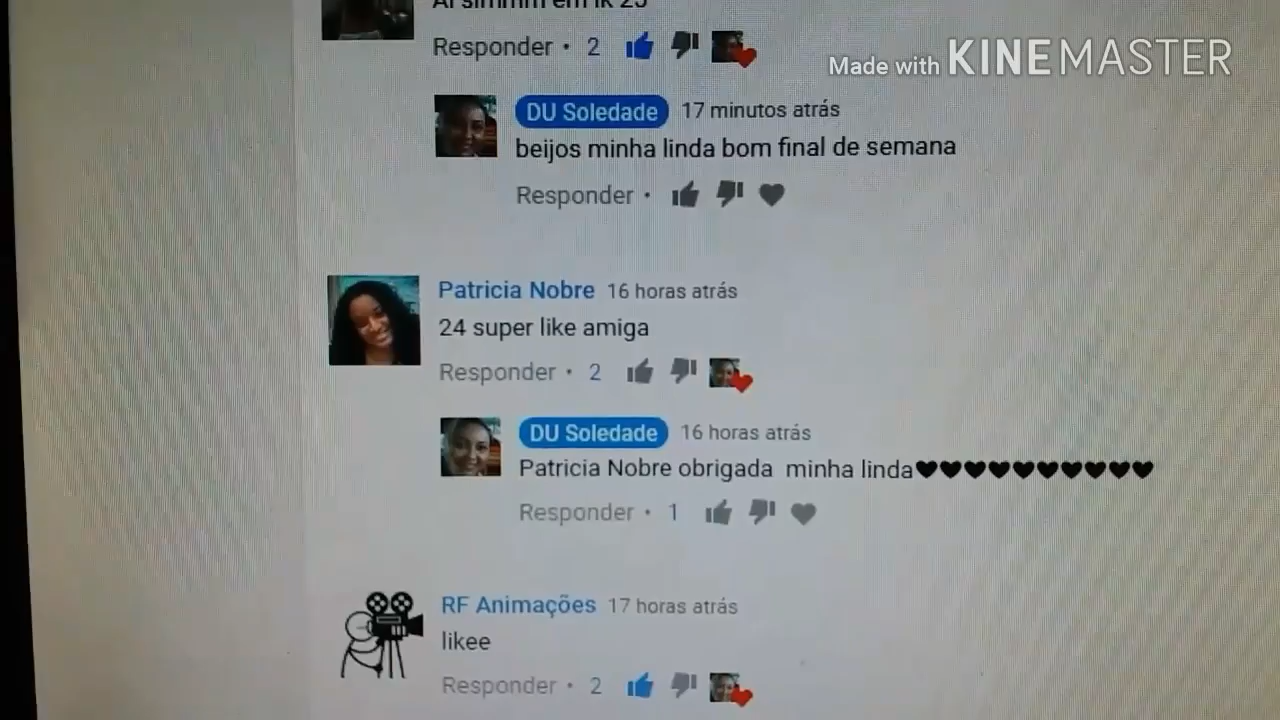 Responder • 2
Made with KINEMASTER
DU Soledade 17 minutos atrás
beijos minha linda bom final de semana
Responder •
Patricia Nobre 16 horas atrás
24 super like amiga
Responder • 2
DU Soledade 16 horas atrás
Patricia Nobre obrigada minha linda♥♥♥♥♥♥♥♥♥♥
Responder • 1
RF Animações 17 horas atrás
likee
Responder • 2